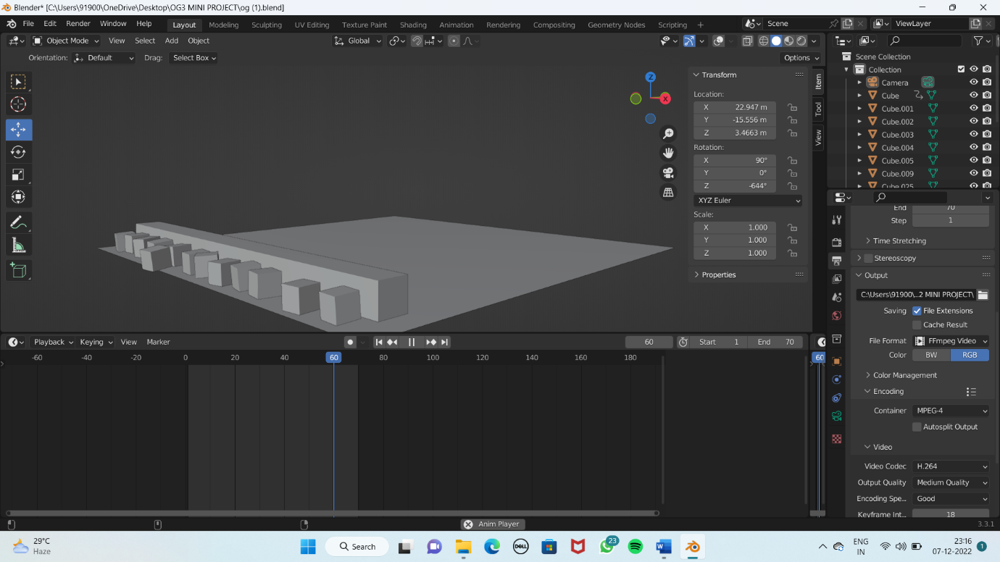 Blender* [C:\Users\91900\OneDrive\Desktop\OG3 MINI PROJECT\og (1).blend]
File Edit Render Window Help Layout Modeling Sculpting UV Editing Texture Paint Shading Animation Rendering Compositing Geometry Nodes Scripting + Scene ViewLayer
Object Mode View Select Add Object Global
Orientation: Default Drag: Select Box Options
Transform
Location:
X 22.947 m
Y -15.556 m
Z 3.4663 m
Rotation:
X 90°
Y 0°
Z -644°
XYZ Euler
Scale:
X 1.000
Y 1.000
Z 1.000
Properties
Item
Tool
View
Z
X
Scene Collection
Collection
Camera
Cube
Cube.001
Cube.002
Cube.003
Cube.004
Cube.005
Cube.009
Cube.025
End 70
Step 1
Time Stretching
Stereoscopy
Output
C:\Users\91900\..2 MINI PROJECT\
Saving File Extensions
Cache Result
File Format FFmpeg Video
Color BW RGB
Color Management
Encoding
Container MPEG-4
Autosplit Output
Video
Video Codec H.264
Output Quality Medium Quality
Encoding Spe... Good
Keyframe Int... 18
Playback Keying View Marker 60 Start 1 End 70
-60 -40 -20 0 20 40 60 80 100 120 140 160 180 60
Anim Player 3.3.1
29°C
Haze
Search
DELL
23
ENG
IN
23:16
07-12-2022
1